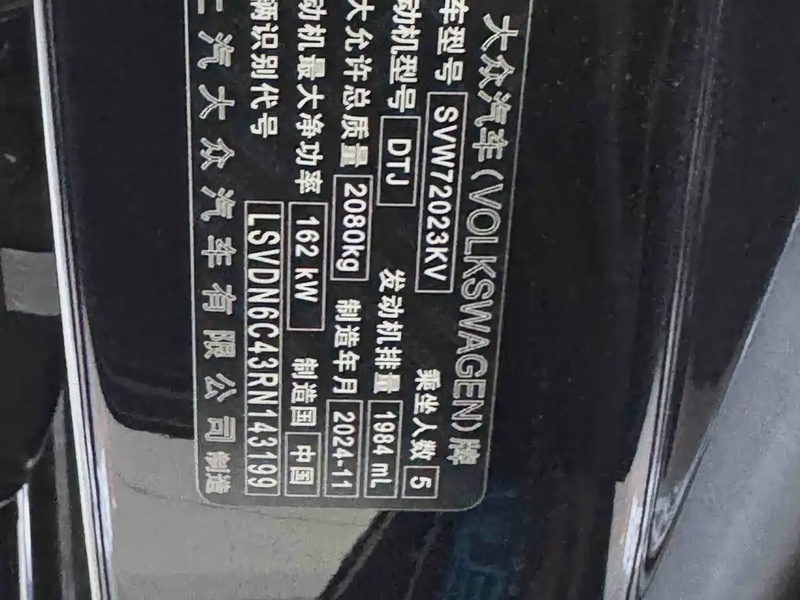 大众汽车(VOLKSWAGEN)牌
车型号 SVW72023KV 乘坐人数 5
动机型号 DTJ 发动机排量 1984 mL
大允许总质量 2080kg 制造年月 2024-11
动机最大净功率 162 kW 制造国 中国
辆识别代号 LSVDN6C43RN143199
汽大众汽车有限公司 制造